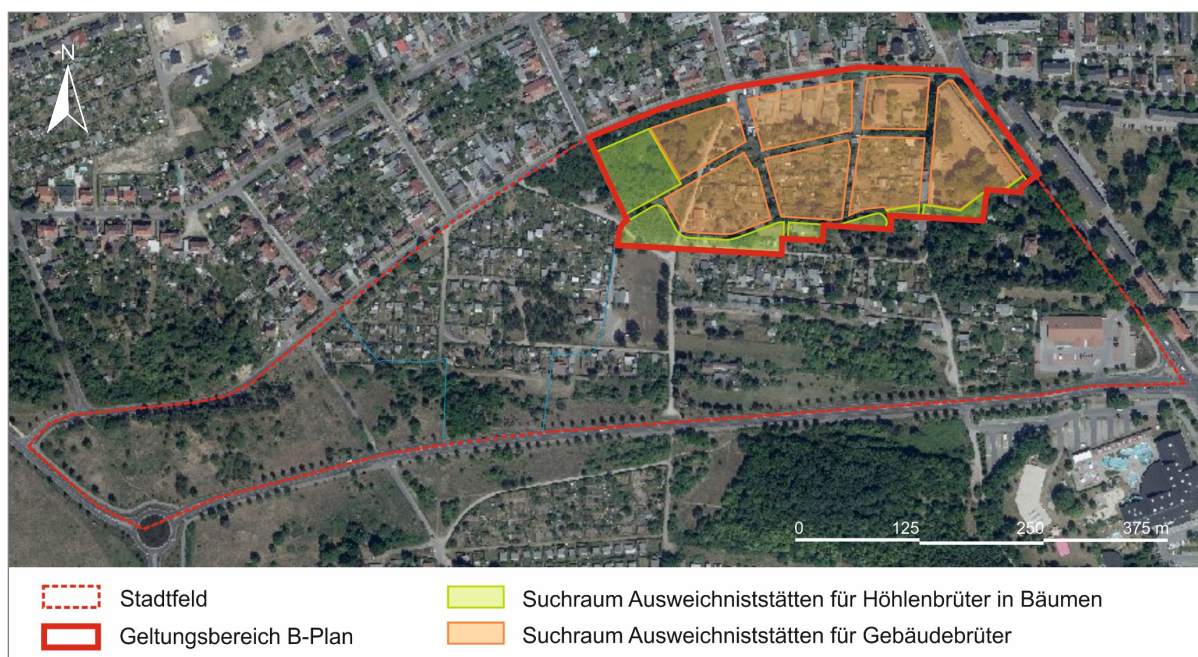 N
0 125 250 375 m
Stadtfeld
Geltungsbereich B-Plan
Suchraum Ausweichniststätten für Höhlenbrüter in Bäumen
Suchraum Ausweichniststätten für Gebäudebrüter